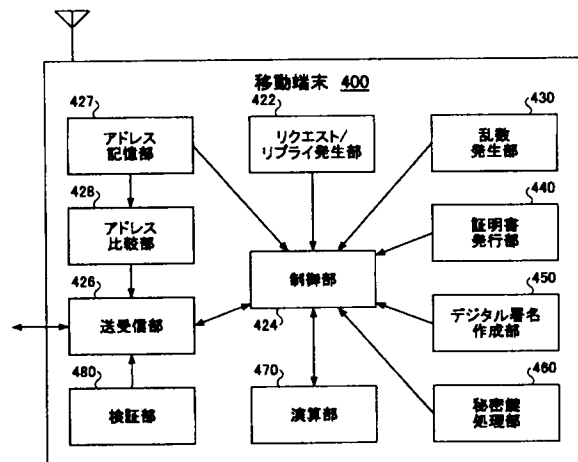 移動端末 400
427
アドレス
記憶部
422
リクエスト/
リプライ発生部
430
乱数
発生部
428
アドレス
比較部
440
証明書
発行部
426
送受信部
制御部
424
450
デジタル署名
作成部
480
検証部
470
演算部
460
秘密鍵
処理部